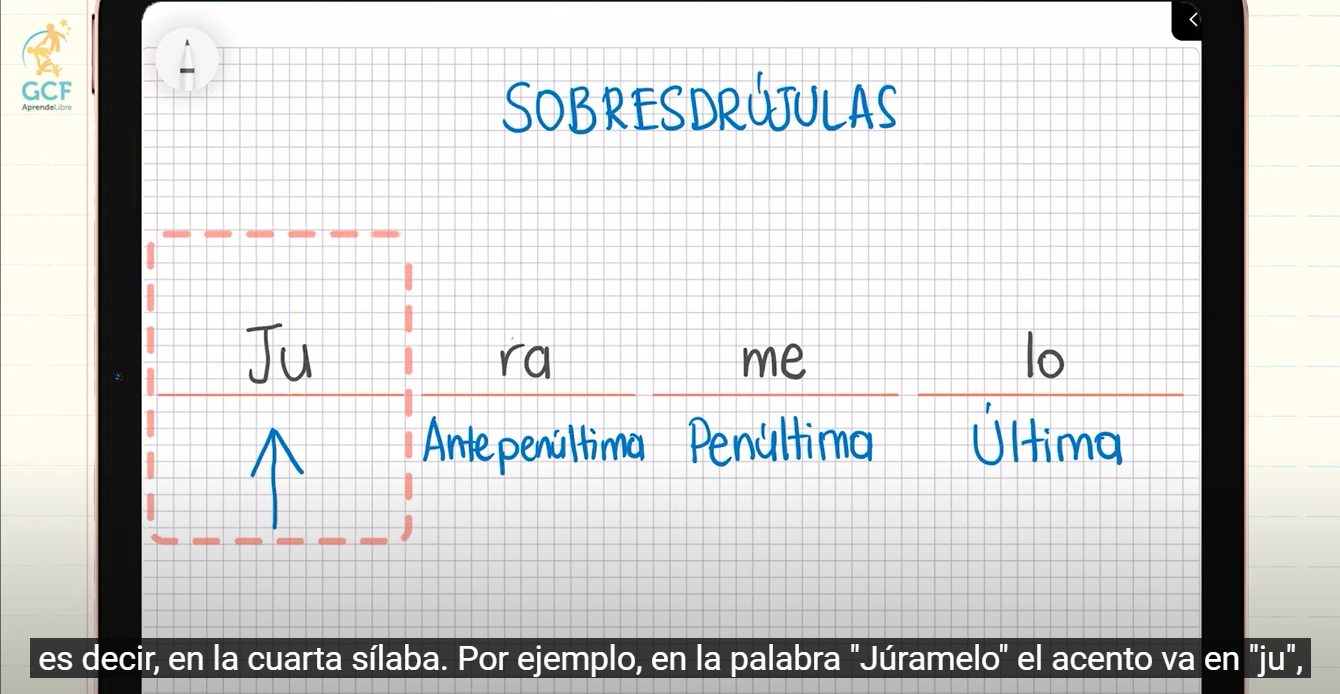 GCF
AprendeLibre
SOBRESDRÚJULAS
Ju ra me lo
Antepenúltima Penúltima Última
es decir, en la cuarta sílaba. Por ejemplo, en la palabra "Júramelo" el acento va en "ju",